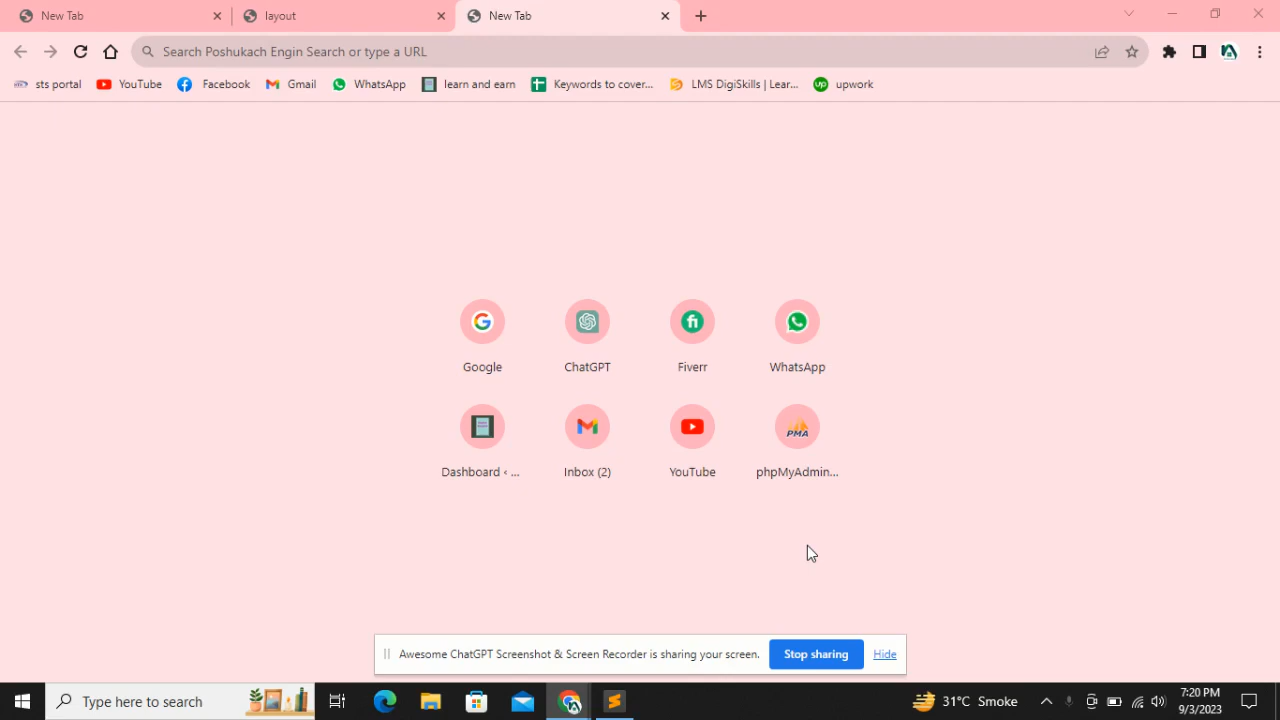 New Tab
layout
New Tab
Search Poshukach Engin Search or type a URL
sts portal
YouTube
Facebook
Gmail
WhatsApp
learn and earn
Keywords to cover...
LMS DigiSkills | Lear...
up
upwork
Google
ChatGPT
fi
Fiverr
WhatsApp
Dashboard ‹ ...
Inbox (2)
YouTube
PMA
phpMyAdmin...
Awesome ChatGPT Screenshot & Screen Recorder is sharing your screen.
Stop sharing
Hide
Type here to search
31°C Smoke
7:20 PM
9/3/2023